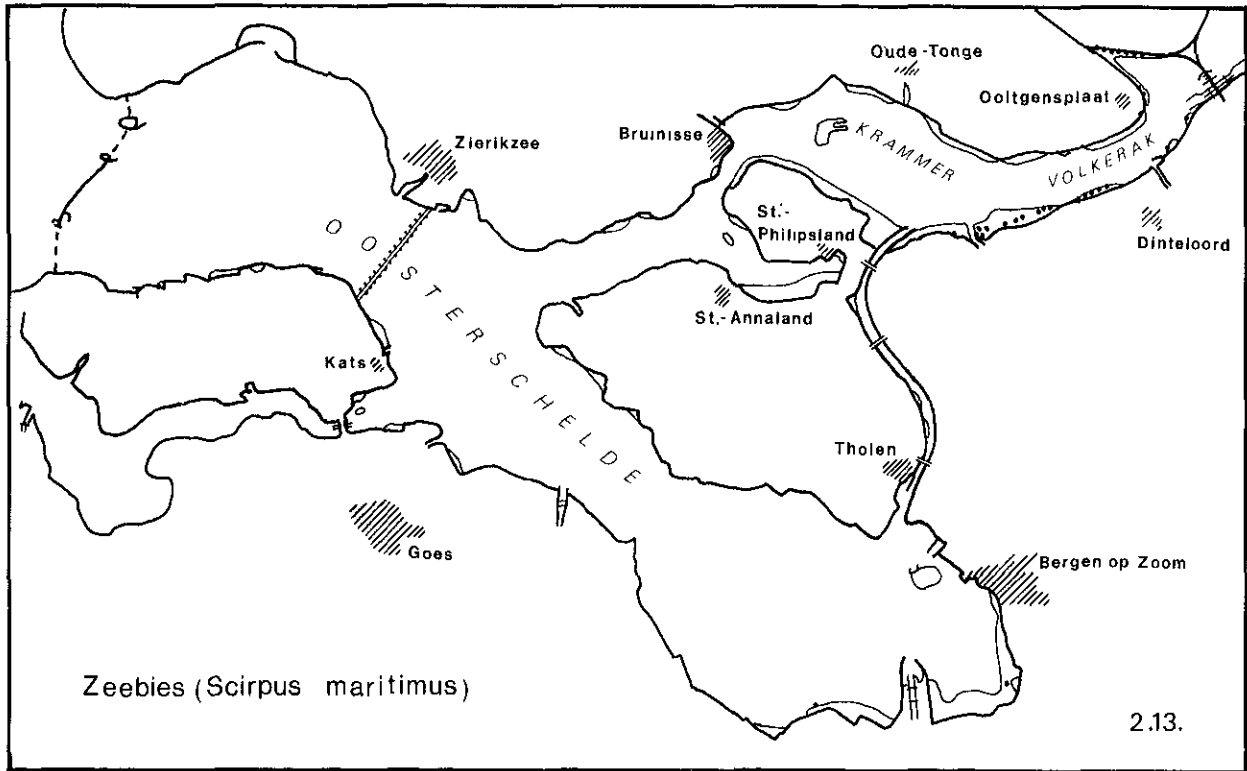 Oude-Tonge
Ooltgensplaat
Zierikzee
Bruinisse
KRAMMER
VOLKERAK
St.-
Philipsland
Dinteloord
OOSTERSCHELDE
St.-Annaland
Kats
Tholen
Goes
Bergen op Zoom
Zeebies (Scirpus maritimus)
2.13.